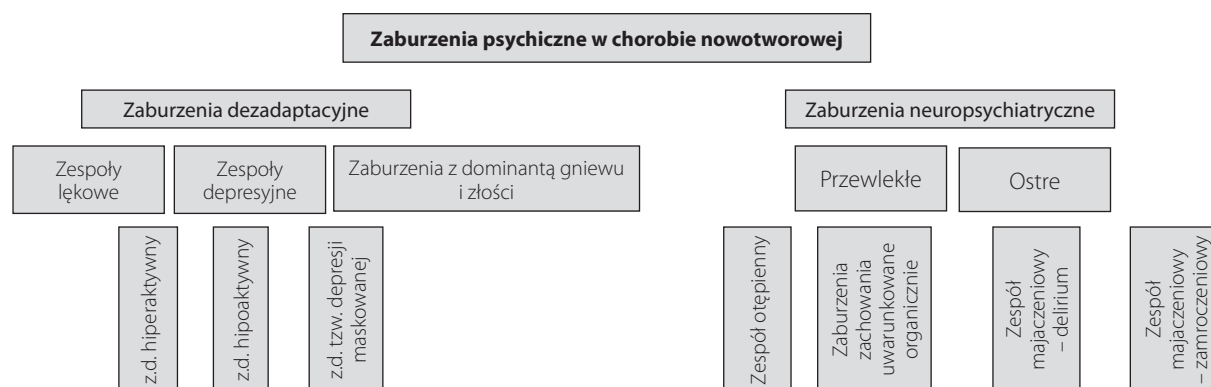 Zaburzenia psychiczne w chorobie nowotworowej
Zaburzenia dezadaptacyjne
Zaburzenia neuropsychiatryczne
Zespoły
lękowe
Zespoły
depresyjne
Zaburzenia z dominantą gniewu
i złości
Przewlekłe
Ostre
z.d. hiperaktywny
z.d. hipoaktywny
z.d. tzw. depresji
maskowanej
Zespół otępienny
Zaburzenia
zachowania
uwarunkowane
organicznie
Zespół
majaczeniowy
– delirium
Zespół
majaczeniowy
– zamroczeniowy